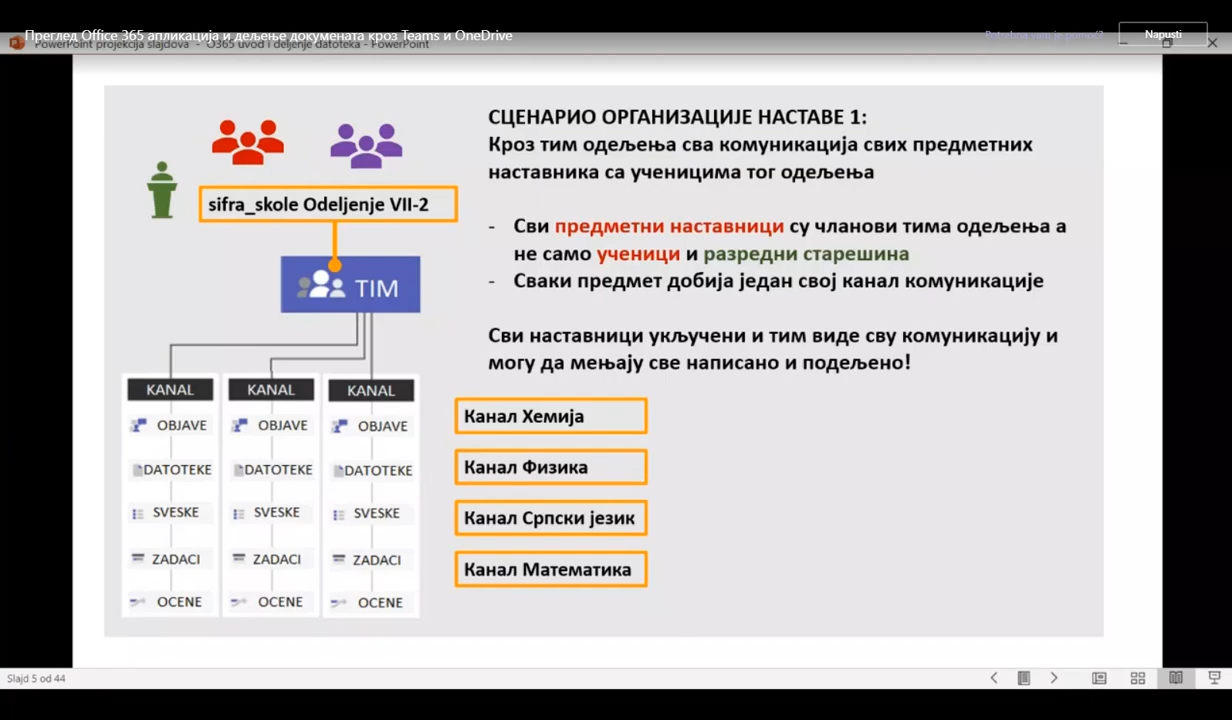 Преглед Office 365 апликација и дељење докумената кроз Teams и OneDrive
PowerPoint projekcija slajdova - O365 uvod i deljenje datoteka - PowerPoint
Potrebna vam je pomoć?
Napusti
СЦЕНАРИО ОРГАНИЗАЦИЈЕ НАСТАВЕ 1:
Кроз тим одељења сва комуникација свих предметних
наставника са ученицима тог одељења
- Сви предметни наставници су чланови тима одељења а
не само ученици и разредни старешина
- Сваки предмет добија један свој канал комуникације
Сви наставници укључени и тим виде сву комуникацију и
могу да мењају све написано и подељено!
sifra_skole Odeljenje VII-2
TIM
KANAL KANAL KANAL
OBJAVE OBJAVE OBJAVE
DATOTEKE DATOTEKE DATOTEKE
SVESKE SVESKE SVESKE
ZADACI ZADACI ZADACI
OCENE OCENE OCENE
Канал Хемија
Канал Физика
Канал Српски језик
Канал Математика
Slajd 5 od 44